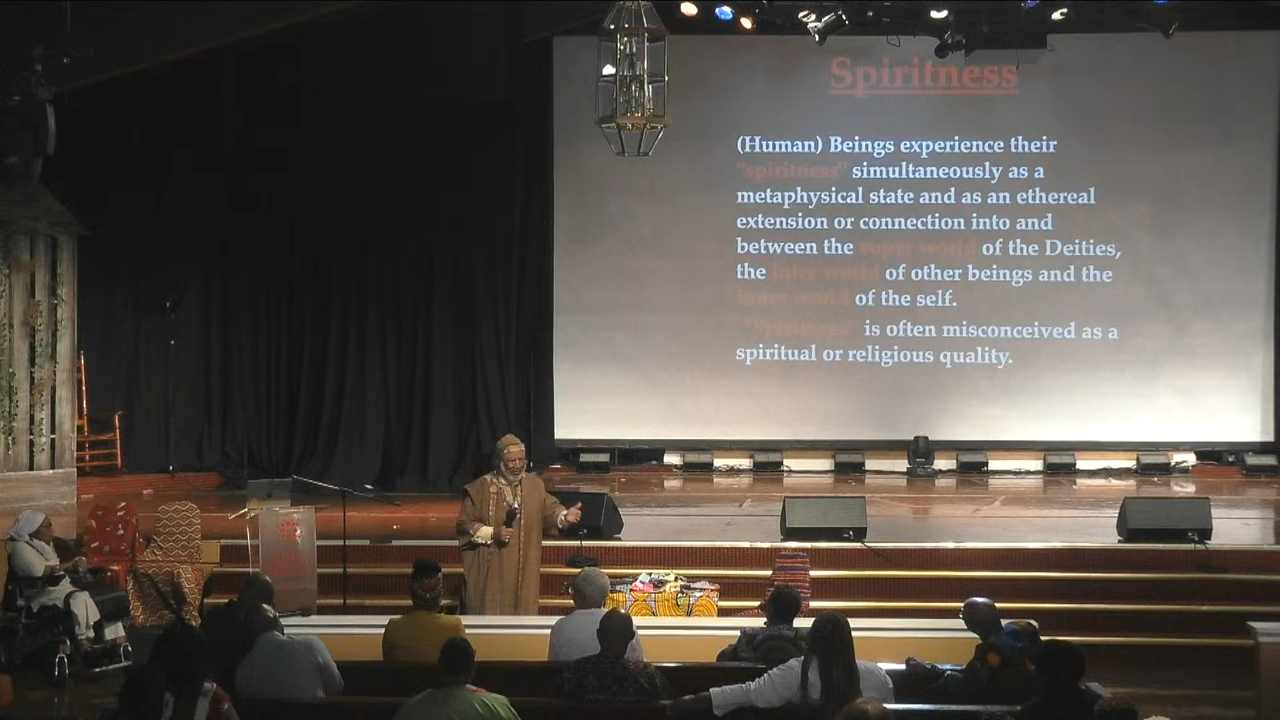 Spiritness
(Human) Beings experience their
"spiritness" simultaneously as a
metaphysical state and as an ethereal
extension or connection into and
between the super world of the Deities,
the inter world of other beings and the
inner world of the self.
"Spiritness" is often misconceived as a
spiritual or religious quality.